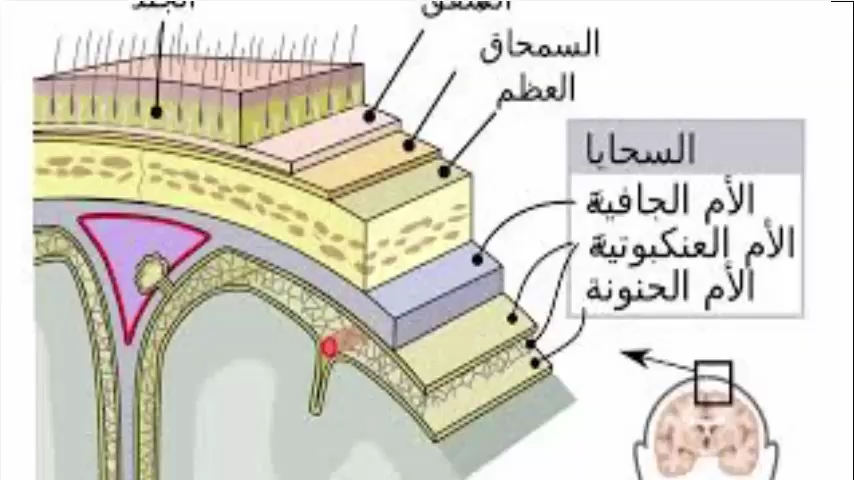 السمحاق
العظم
السحايا
الأم الجافية
الأم العنكبوتية
الأم الحنونة